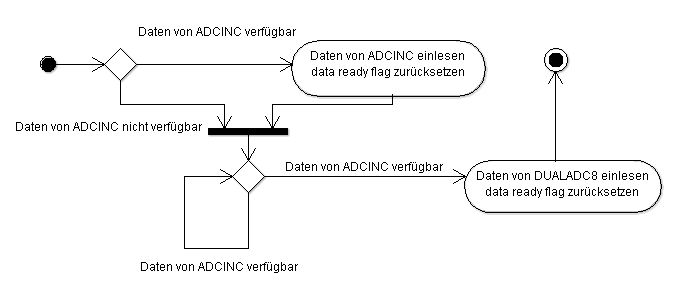 Daten von ADCINC verfügbar
Daten von ADCINC einlesen
data ready flag zurücksetzen
Daten von ADCINC nicht verfügbar
Daten von ADCINC verfügbar
Daten von DUALADC8 einlesen
data ready flag zurücksetzen
Daten von ADCINC verfügbar